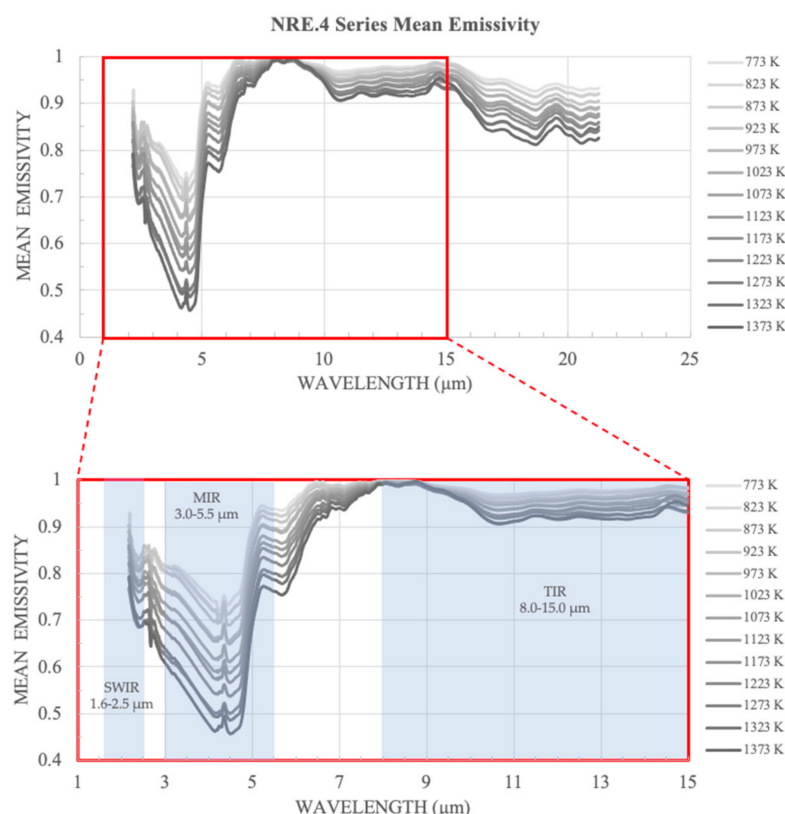 NRE.4 Series Mean Emissivity
1
0.9
0.8
0.7
0.6
0.5
0.4
MEAN EMISSIVITY
0 5 10 15 20 25
WAVELENGTH (μm)
773 K
823 K
873 K
923 K
973 K
1023 K
1073 K
1123 K
1173 K
1223 K
1273 K
1323 K
1373 K
1
0.9
0.8
0.7
0.6
0.5
0.4
MEAN EMISSIVITY
MIR
3.0-5.5 μm
SWIR
1.6-2.5 μm
TIR
8.0-15.0 μm
1 3 5 7 9 11 13 15
WAVELENGTH (μm)
773 K
823 K
873 K
923 K
973 K
1023 K
1073 K
1123 K
1173 K
1223 K
1273 K
1323 K
1373 K